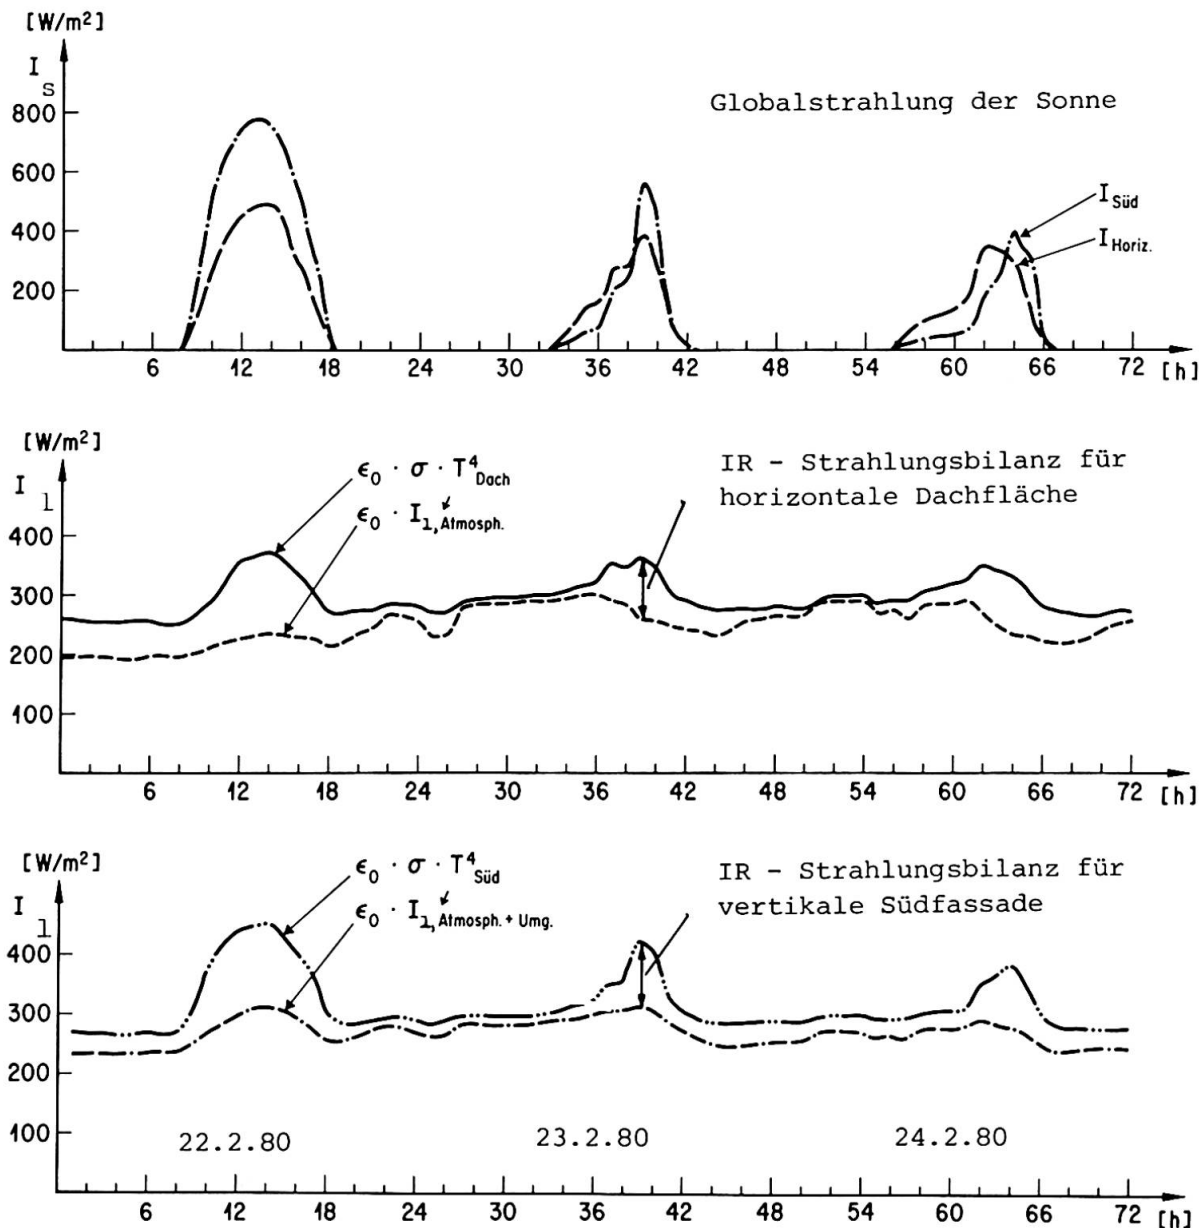 [W/m²]
I_s
Globalstrahlung der Sonne
800
600
400
200
I_Süd
I_Horiz.
6 12 18 24 30 36 42 48 54 60 66 72 [h]
[W/m²]
I_l
ε₀ · σ · T⁴_Dach
ε₀ · I_l,Atmosph.↓
IR - Strahlungsbilanz für
horizontale Dachfläche
400
300
200
100
6 12 18 24 30 36 42 48 54 60 66 72 [h]
[W/m²]
I_l
ε₀ · σ · T⁴_Süd
ε₀ · I_l,Atmosph. + Umg.↓
IR - Strahlungsbilanz für
vertikale Südfassade
400
300
200
100
22.2.80 23.2.80 24.2.80
6 12 18 24 30 36 42 48 54 60 66 72 [h]